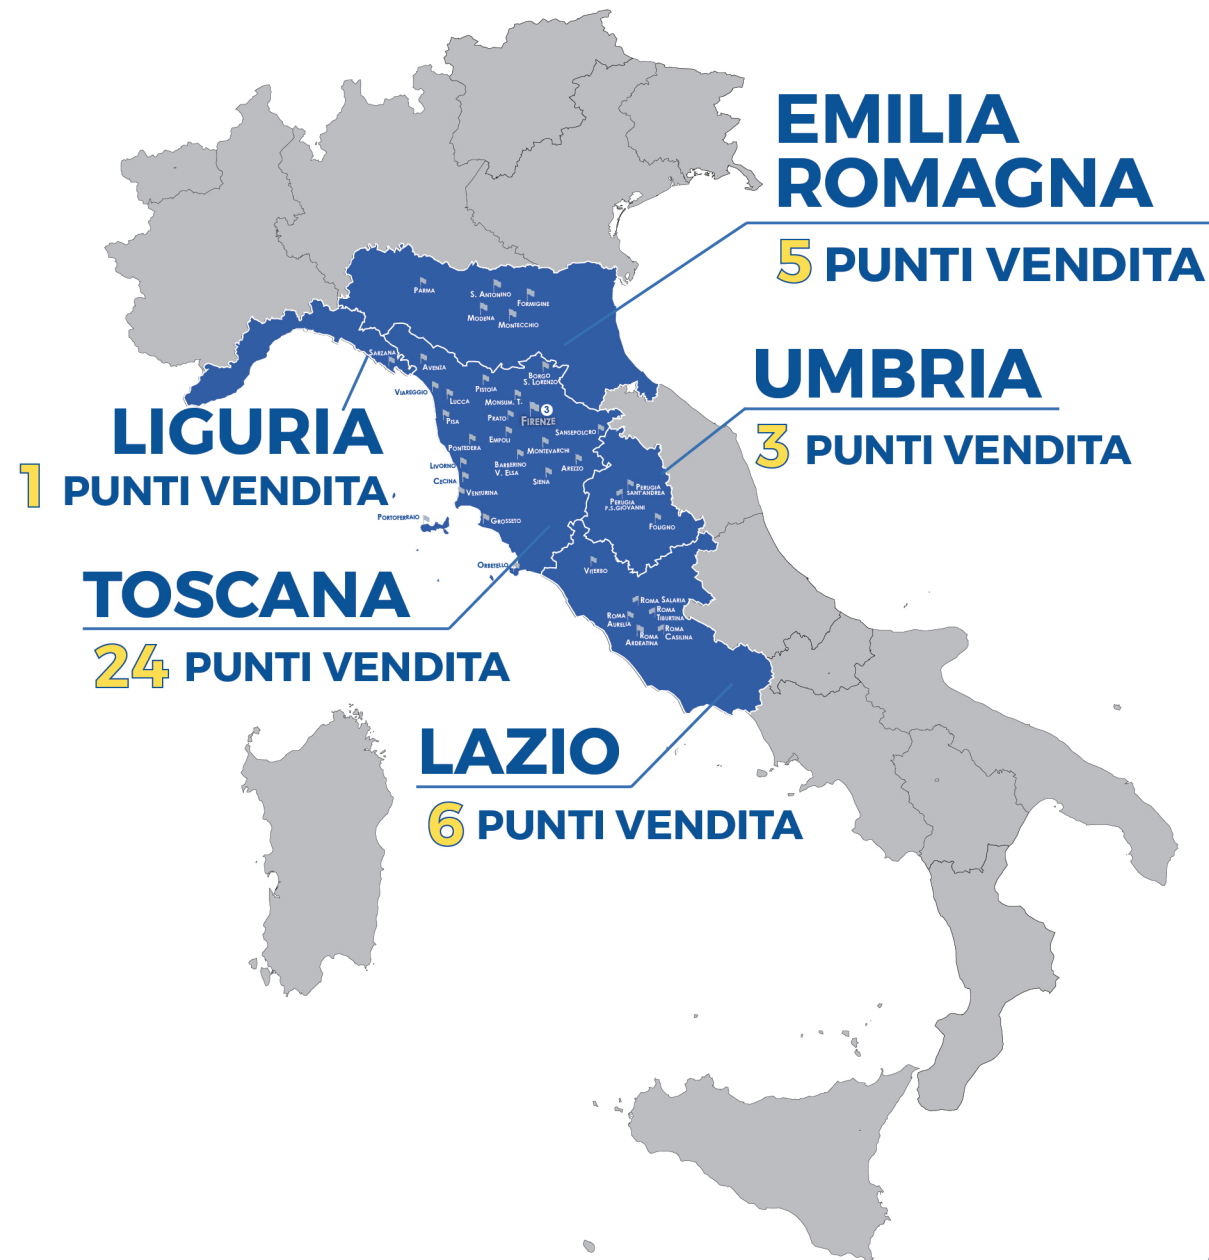 EMILIA
ROMAGNA
5 PUNTI VENDITA
UMBRIA
3 PUNTI VENDITA
LIGURIA
1 PUNTI VENDITA
TOSCANA
24 PUNTI VENDITA
LAZIO
6 PUNTI VENDITA
PARMA
S. ANTONINO
FORMIGINE
MODENA
MONTECCHIO
SARZANA
AVENZA
BORGO
S. LORENZO
VIAREGGIO
PISTOIA
LUCCA
MONSUM. T.
3
PISA
PRATO
FIRENZE
SANSEPOLCRO
EMPOLI
PONTEDERA
MONTEVARCHI
LIVORNO
BARBERINO
V. ELSA
AREZZO
CECINA
SIENA
VENTURINA
PORTOFERRAIO
GROSSETO
ORBETELLO
PERUGIA
SANT'ANDREA
PERUGIA
P.S.GIOVANNI
FOLIGNO
VITERBO
ROMA SALARIA
ROMA
AURELIA
ROMA
TIBURTINA
ROMA
ARDEATINA
ROMA
CASILINA